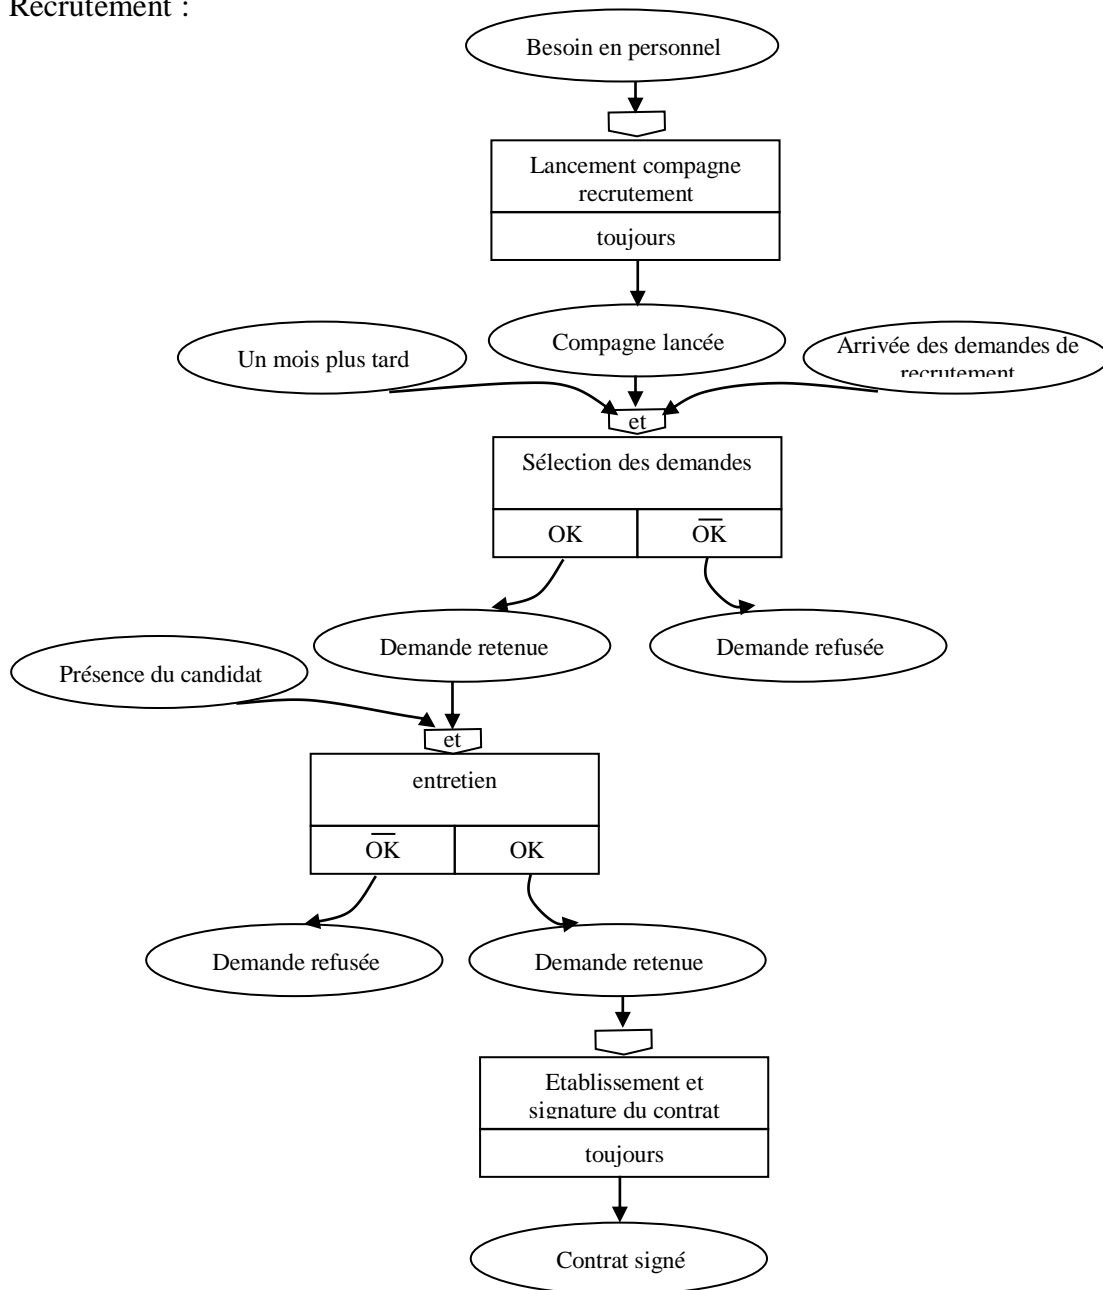 Recrutement :
Besoin en personnel
Lancement compagne
recrutement
toujours
Un mois plus tard
Compagne lancée
Arrivée des demandes de
recrutement
et
Sélection des demandes
OK
O̅K̅
Demande retenue
Demande refusée
Présence du candidat
et
entretien
O̅K̅
OK
Demande refusée
Demande retenue
Etablissement et
signature du contrat
toujours
Contrat signé